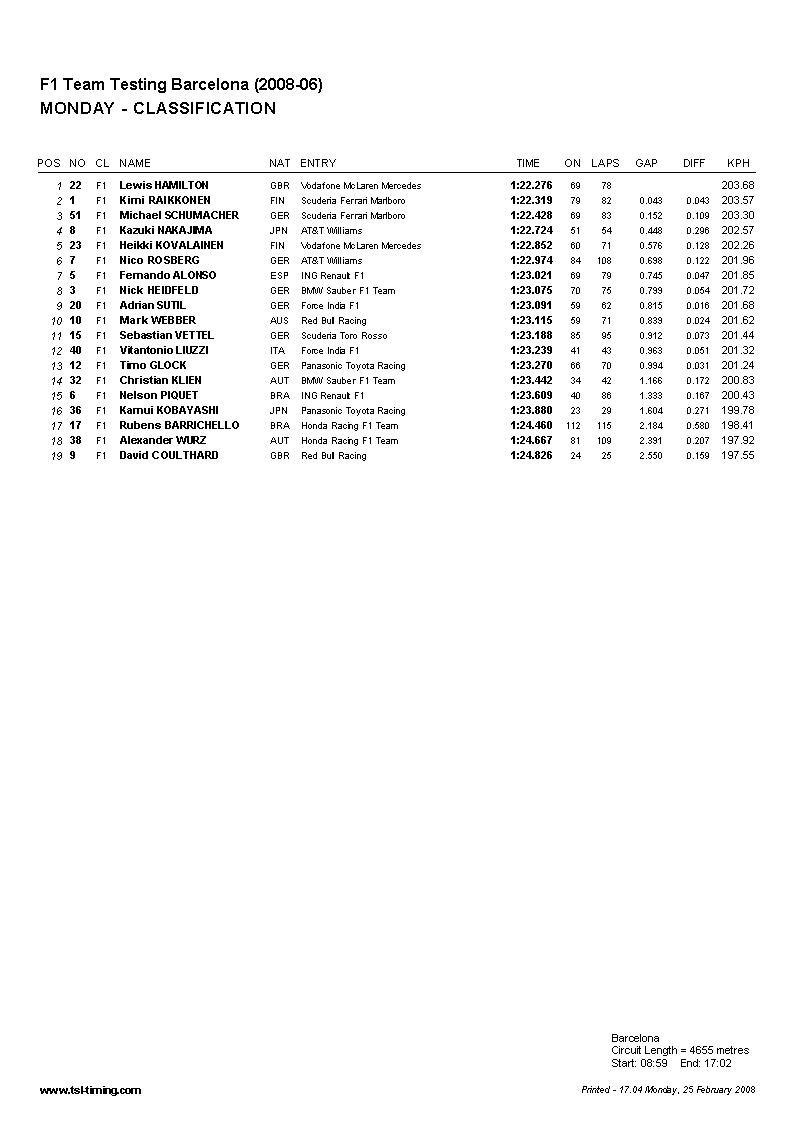 F1 Team Testing Barcelona (2008-06)
MONDAY - CLASSIFICATION
POS NO CL NAME NAT ENTRY TIME ON LAPS GAP DIFF KPH
1 22 F1 Lewis HAMILTON GBR Vodafone McLaren Mercedes 1:22.276 69 78 203.68
2 1 F1 Kimi RAIKKONEN FIN Scuderia Ferrari Marlboro 1:22.319 79 82 0.043 0.043 203.57
3 51 F1 Michael SCHUMACHER GER Scuderia Ferrari Marlboro 1:22.428 69 83 0.152 0.109 203.30
4 8 F1 Kazuki NAKAJIMA JPN AT&T Williams 1:22.724 51 54 0.448 0.296 202.57
5 23 F1 Heikki KOVALAINEN FIN Vodafone McLaren Mercedes 1:22.852 60 71 0.576 0.128 202.26
6 7 F1 Nico ROSBERG GER AT&T Williams 1:22.974 84 108 0.698 0.122 201.96
7 5 F1 Fernando ALONSO ESP ING Renault F1 1:23.021 69 79 0.745 0.047 201.85
8 3 F1 Nick HEIDFELD GER BMW Sauber F1 Team 1:23.075 70 75 0.799 0.054 201.72
9 20 F1 Adrian SUTIL GER Force India F1 1:23.091 59 62 0.815 0.016 201.68
10 10 F1 Mark WEBBER AUS Red Bull Racing 1:23.115 59 71 0.839 0.024 201.62
11 15 F1 Sebastian VETTEL GER Scuderia Toro Rosso 1:23.188 85 95 0.912 0.073 201.44
12 40 F1 Vitantonio LIUZZI ITA Force India F1 1:23.239 41 43 0.963 0.051 201.32
13 12 F1 Timo GLOCK GER Panasonic Toyota Racing 1:23.270 66 70 0.994 0.031 201.24
14 32 F1 Christian KLIEN AUT BMW Sauber F1 Team 1:23.442 34 42 1.166 0.172 200.83
15 6 F1 Nelson PIQUET BRA ING Renault F1 1:23.609 40 86 1.333 0.167 200.43
16 36 F1 Kamui KOBAYASHI JPN Panasonic Toyota Racing 1:23.880 23 29 1.604 0.271 199.78
17 17 F1 Rubens BARRICHELLO BRA Honda Racing F1 Team 1:24.460 112 115 2.184 0.580 198.41
18 38 F1 Alexander WURZ AUT Honda Racing F1 Team 1:24.667 81 109 2.391 0.207 197.92
19 9 F1 David COULTHARD GBR Red Bull Racing 1:24.826 24 25 2.550 0.159 197.55
Barcelona
Circuit Length = 4655 metres
Start: 08:59 End: 17:02
www.tsl-timing.com Printed - 17.04 Monday, 25 February 2008